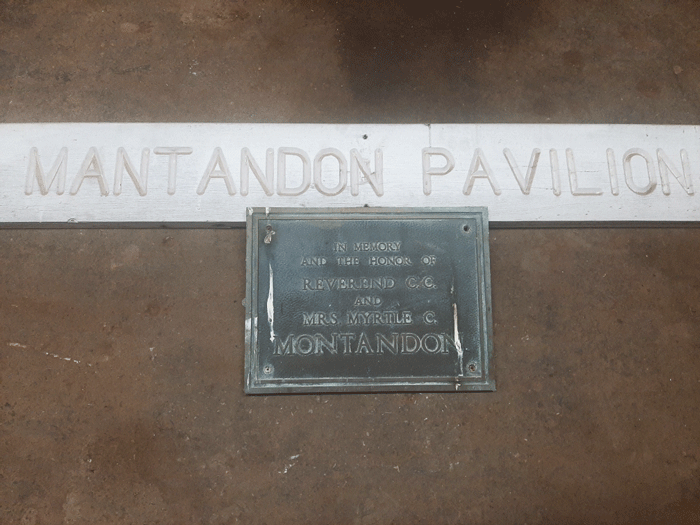 MANTANDON PAVILION
IN MEMORY
AND THE HONOR OF
REVEREND C.C.
AND
MRS. MYRTLE C.
MONTANDON